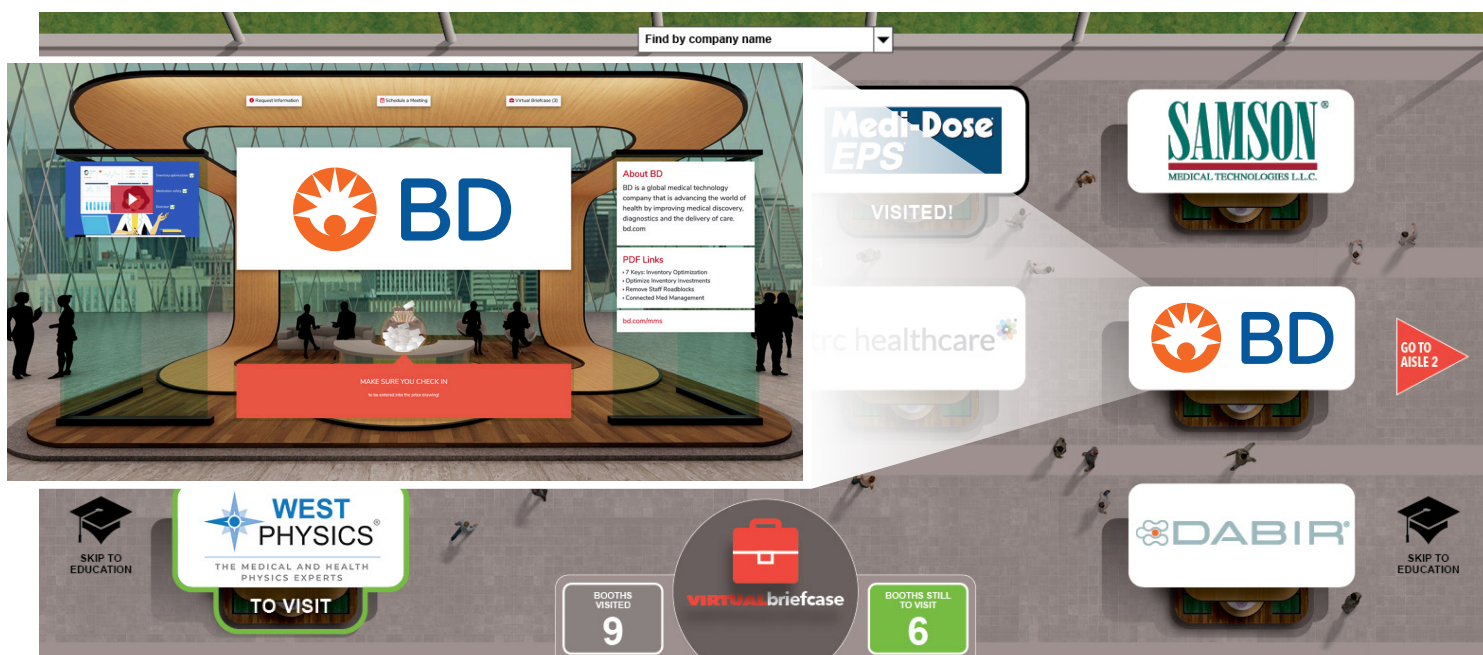 Find by company name
Request Information
Schedule a Meeting
Virtual Briefcase (3)
BD
About BD
BD is a global medical technology
company that is advancing the world of
health by improving medical discovery,
diagnostics and the delivery of care.
bd.com
PDF Links
• 7 Keys: Inventory Optimization
• Optimize Inventory Investments
• Remove Staff Roadblocks
• Connected Med Management
bd.com/mms
MAKE SURE YOU CHECK IN
to be entered into the prize drawing!
Medi-Dose®
EPS
VISITED!
SAMSON®
MEDICAL TECHNOLOGIES L.L.C.
trc healthcare
BD
GO TO
AISLE 2
SKIP TO
EDUCATION
WEST
PHYSICS®
THE MEDICAL AND HEALTH
PHYSICS EXPERTS
TO VISIT
BOOTHS
VISITED
9
VIRTUALbriefcase
BOOTHS STILL
TO VISIT
6
DABIR®
SKIP TO
EDUCATION